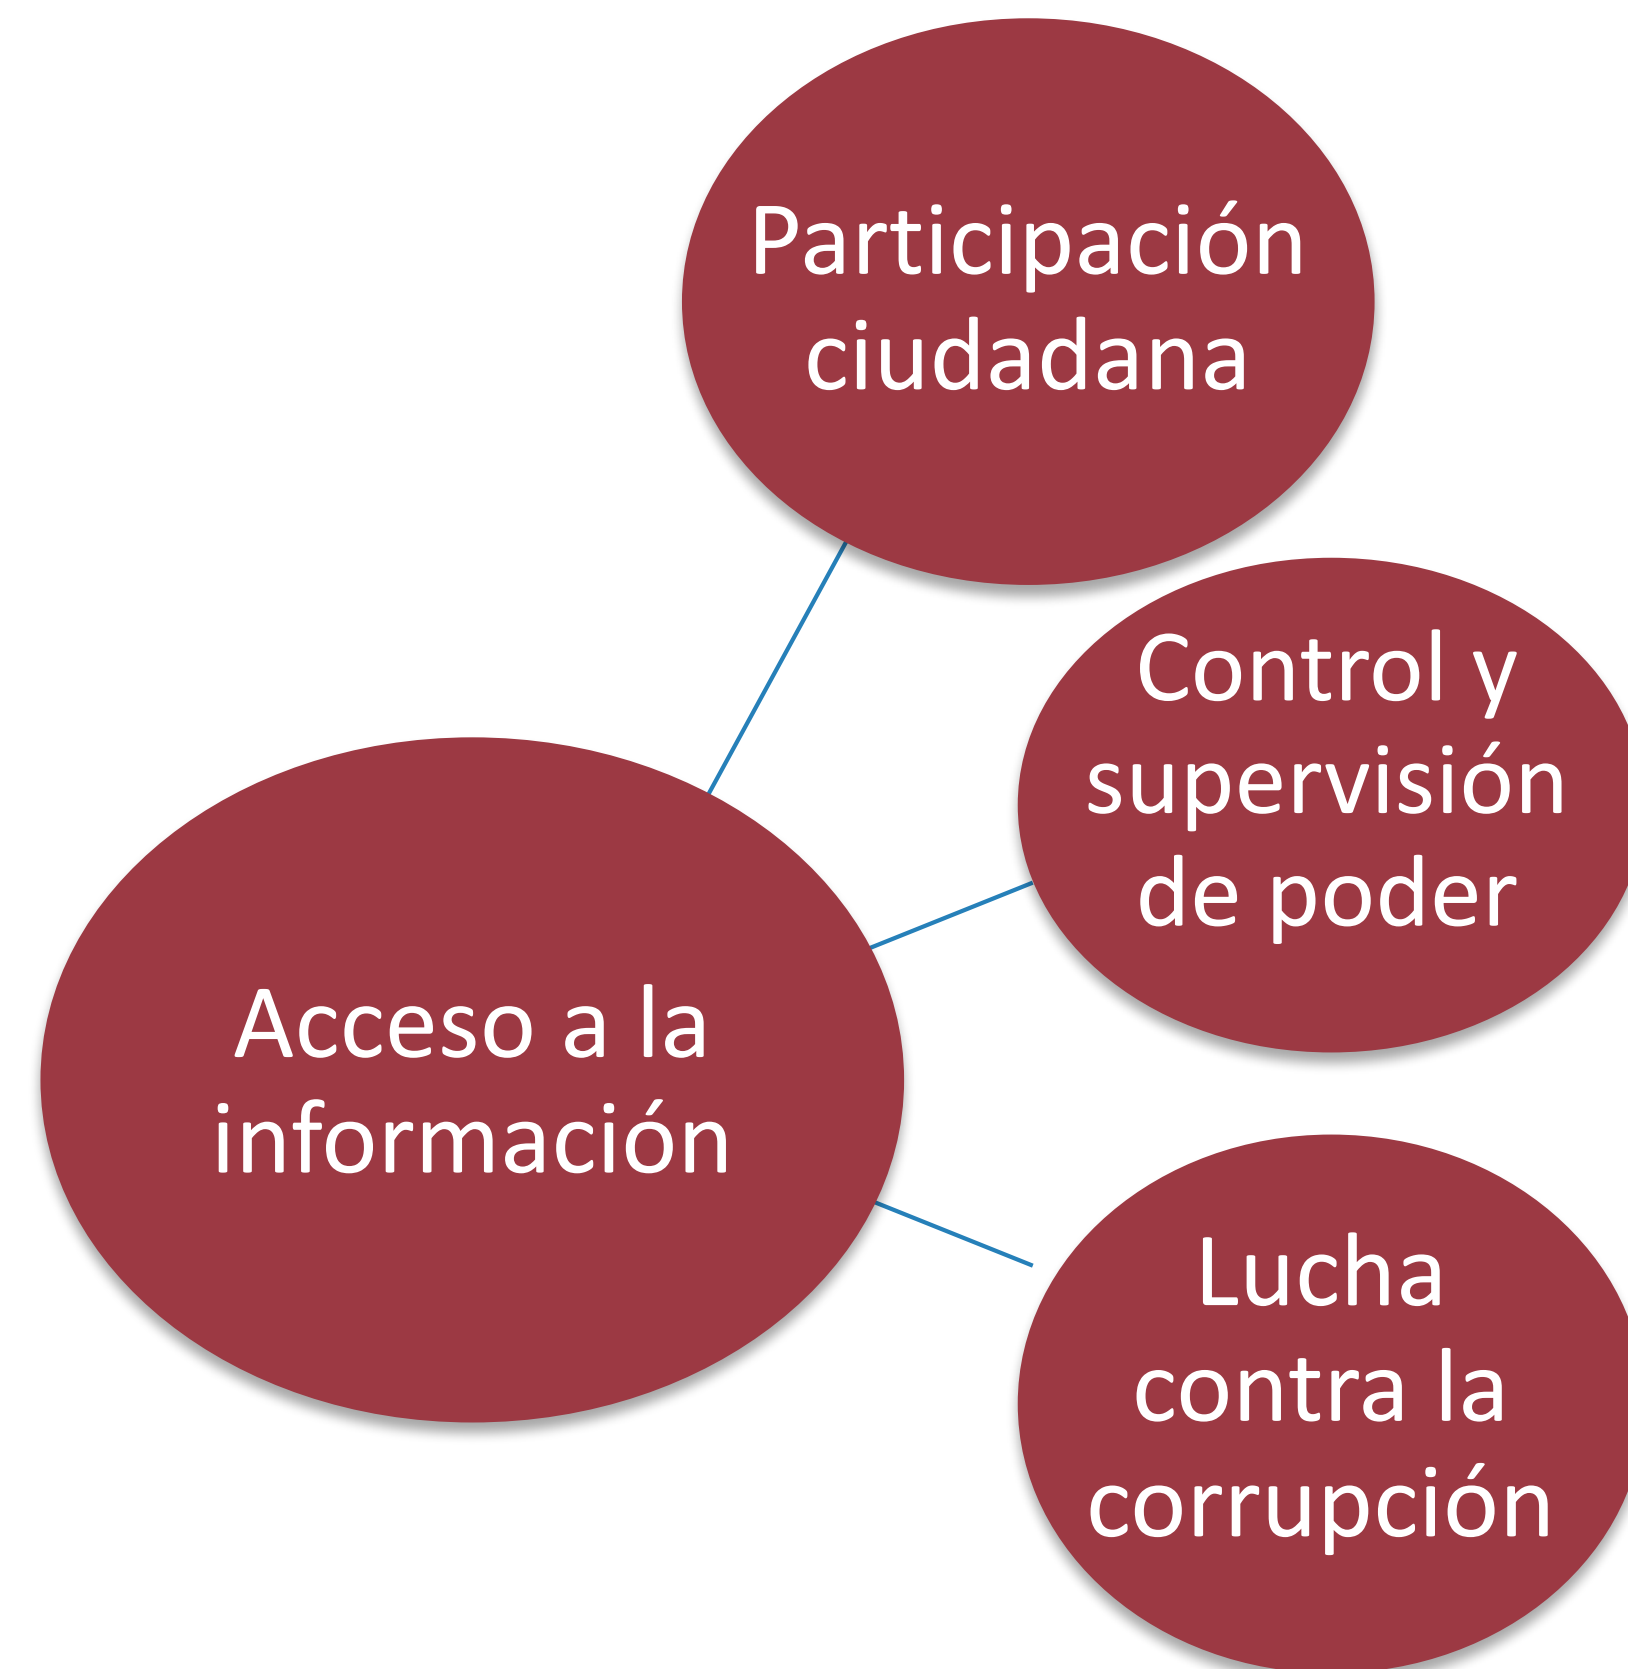 Participación
ciudadana
Control y
supervisión
de poder
Acceso a la
información
Lucha
contra la
corrupción